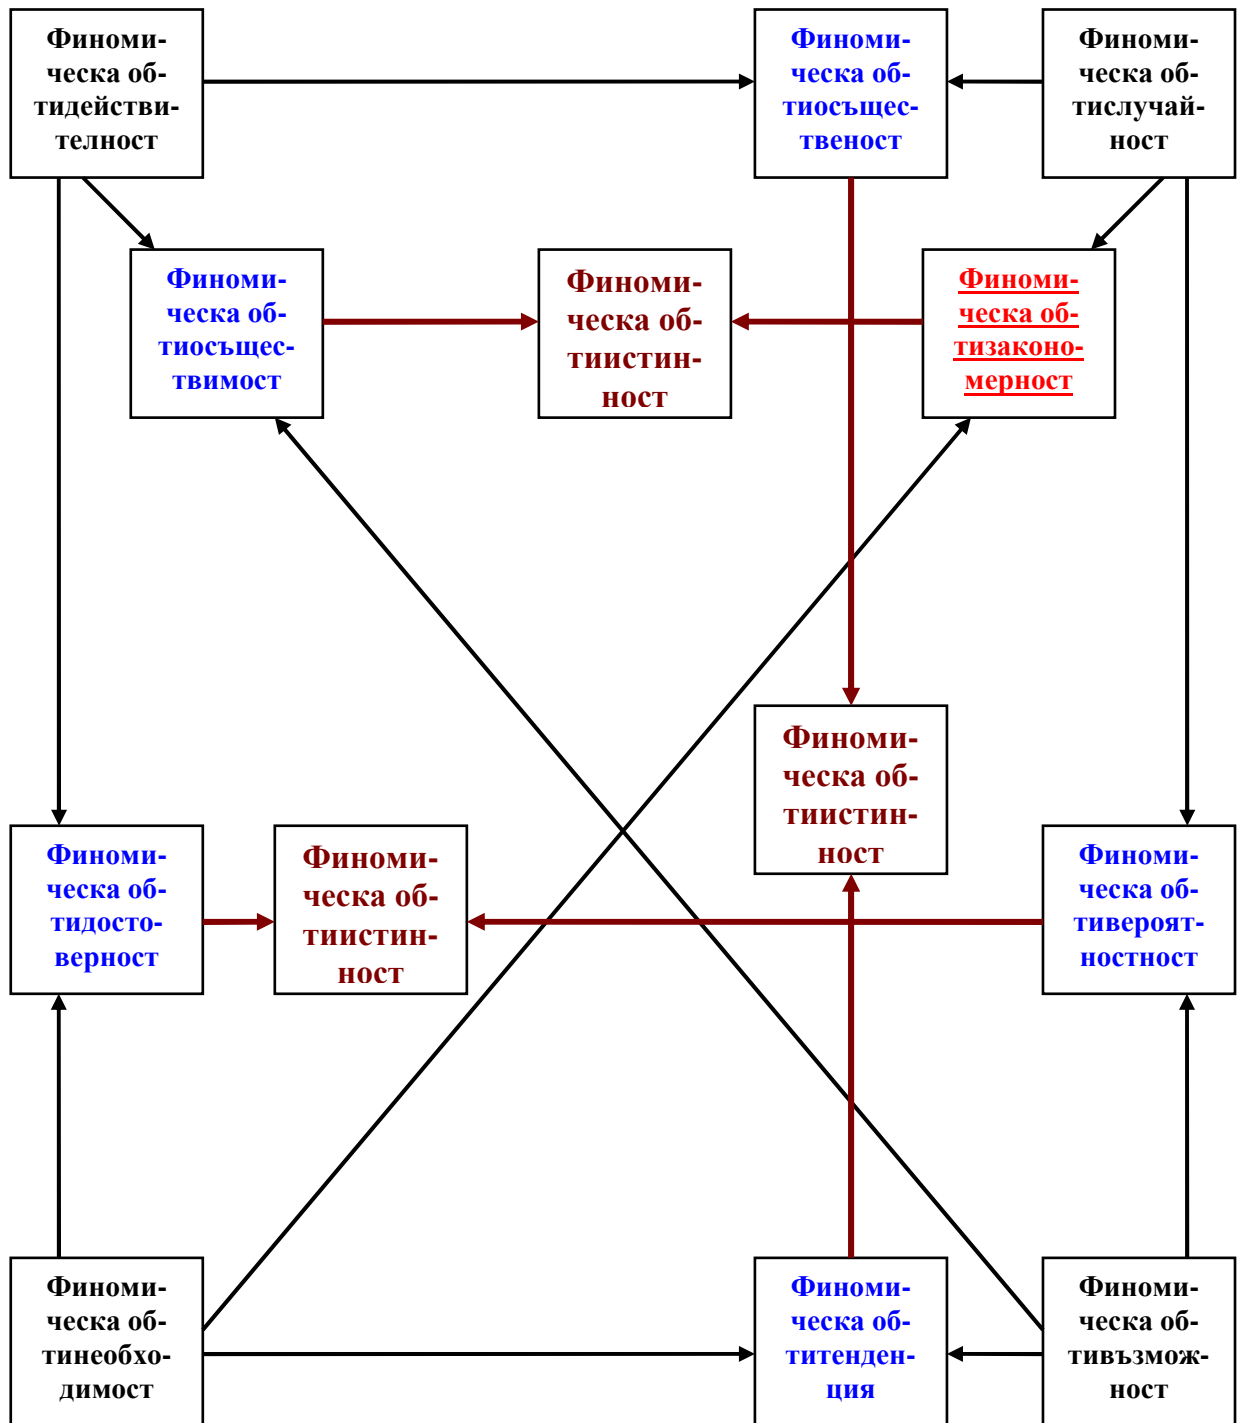 Финоми-
ческа об-
тидействи-
телност
Финоми-
ческа об-
тиосъщес-
твеност
Финоми-
ческа об-
тислучай-
ност
Финоми-
ческа об-
тиосъщес-
твимост
Финоми-
ческа об-
тиистин-
ност
Финоми-
ческа об-
тизаконо-
мерност
Финоми-
ческа об-
тиистин-
ност
Финоми-
ческа об-
тидосто-
верност
Финоми-
ческа об-
тиистин-
ност
Финоми-
ческа об-
тивероят-
ностност
Финоми-
ческа об-
тинеобхо-
димост
Финоми-
ческа об-
титенден-
ция
Финоми-
ческа об-
тивъзмож-
ност